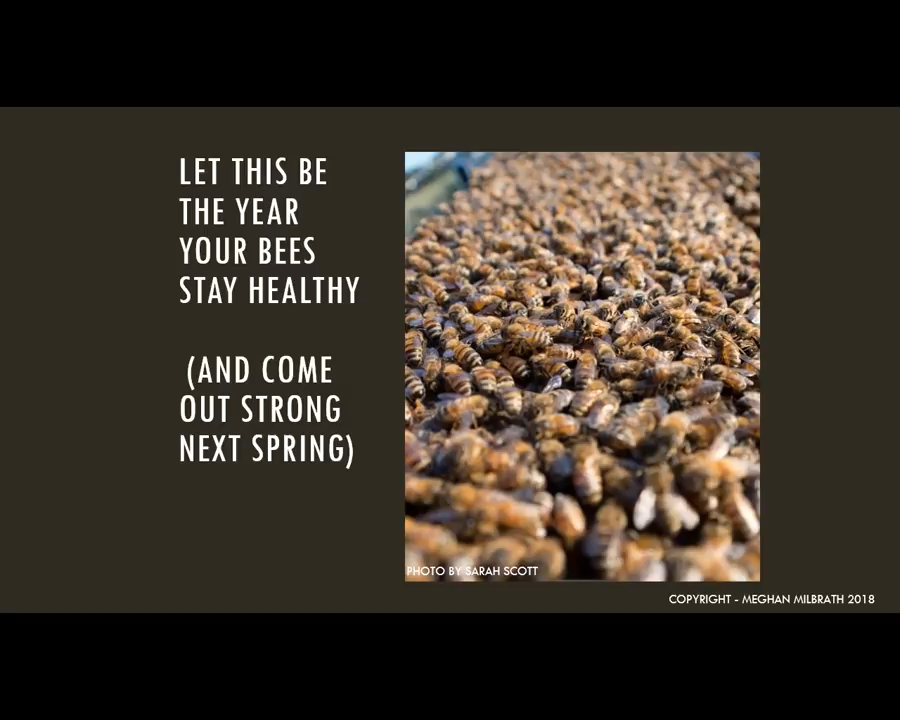 LET THIS BE
THE YEAR
YOUR BEES
STAY HEALTHY
(AND COME
OUT STRONG
NEXT SPRING)
PHOTO BY SARAH SCOTT
COPYRIGHT - MEGHAN MILBRATH 2018